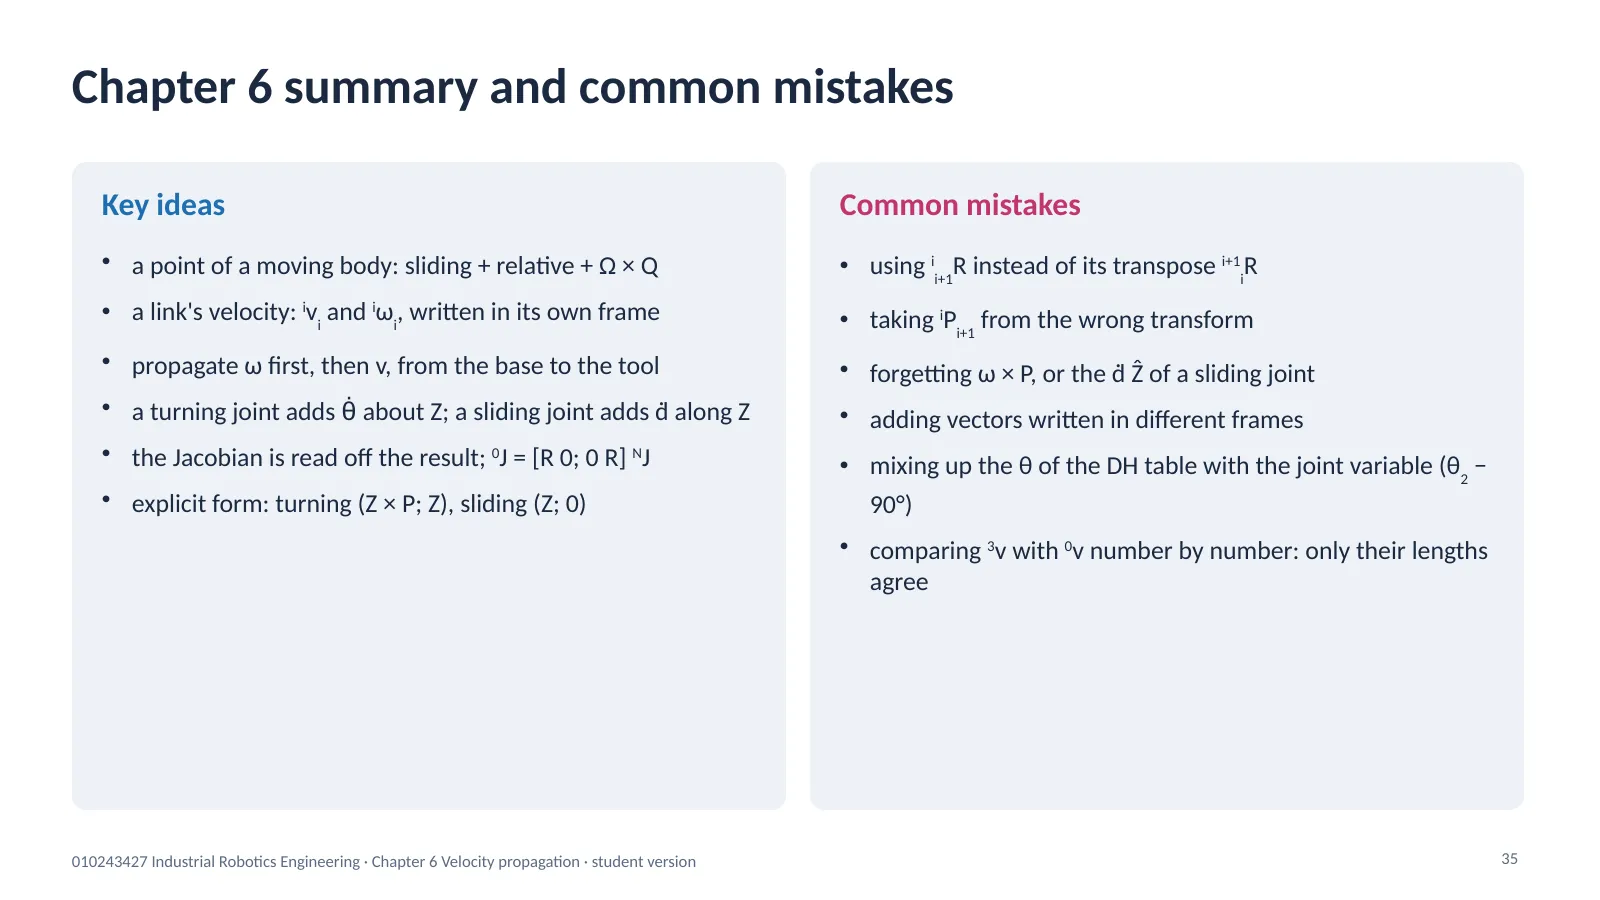 Chapter 6 summary and common mistakes
Key ideas
• a point of a moving body: sliding + relative + Ω × Q
• a link's velocity: ⁱvᵢ and ⁱωᵢ, written in its own frame
• propagate ω first, then v, from the base to the tool
• a turning joint adds θ̇ about Z; a sliding joint adds ḋ along Z
• the Jacobian is read off the result; ⁰J = [R 0; 0 R] ᴺJ
• explicit form: turning (Z × P; Z), sliding (Z; 0)
Common mistakes
• using ⁱᵢ₊₁R instead of its transpose ⁱ⁺¹ᵢR
• taking ⁱPᵢ₊₁ from the wrong transform
• forgetting ω × P, or the ḋ Ẑ of a sliding joint
• adding vectors written in different frames
• mixing up the θ of the DH table with the joint variable (θ₂ −
90°)
• comparing ³v with ⁰v number by number: only their lengths
agree
010243427 Industrial Robotics Engineering · Chapter 6 Velocity propagation · student version
35